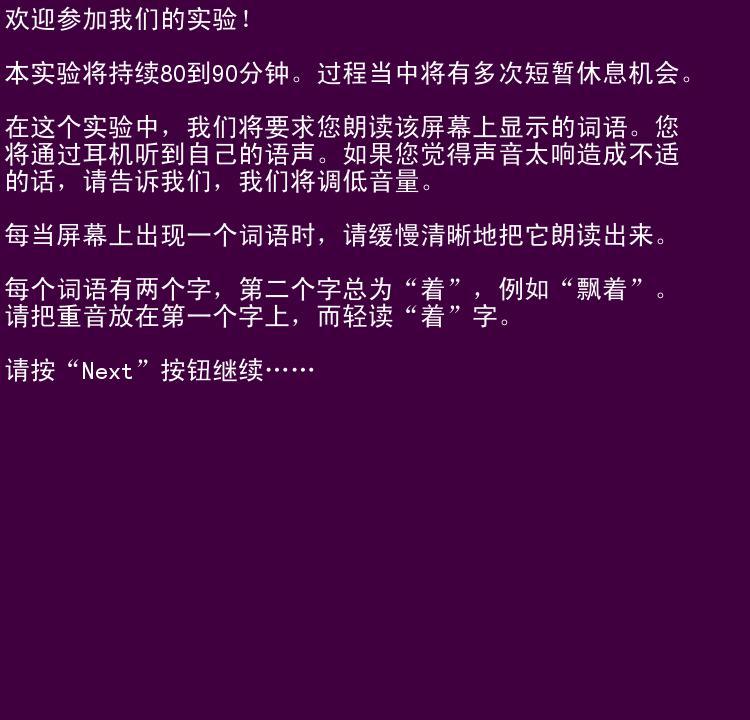 欢迎参加我们的实验！
本实验将持续80到90分钟。过程当中将有多次短暂休息机会。
在这个实验中，我们将要求您朗读该屏幕上显示的词语。您
将通过耳机听到自己的语声。如果您觉得声音太响造成不适
的话，请告诉我们，我们将调低音量。
每当屏幕上出现一个词语时，请缓慢清晰地把它朗读出来。
每个词语有两个字，第二个字总为“着”，例如“飘着”。
请把重音放在第一个字上，而轻读“着”字。
请按“Next”按钮继续……